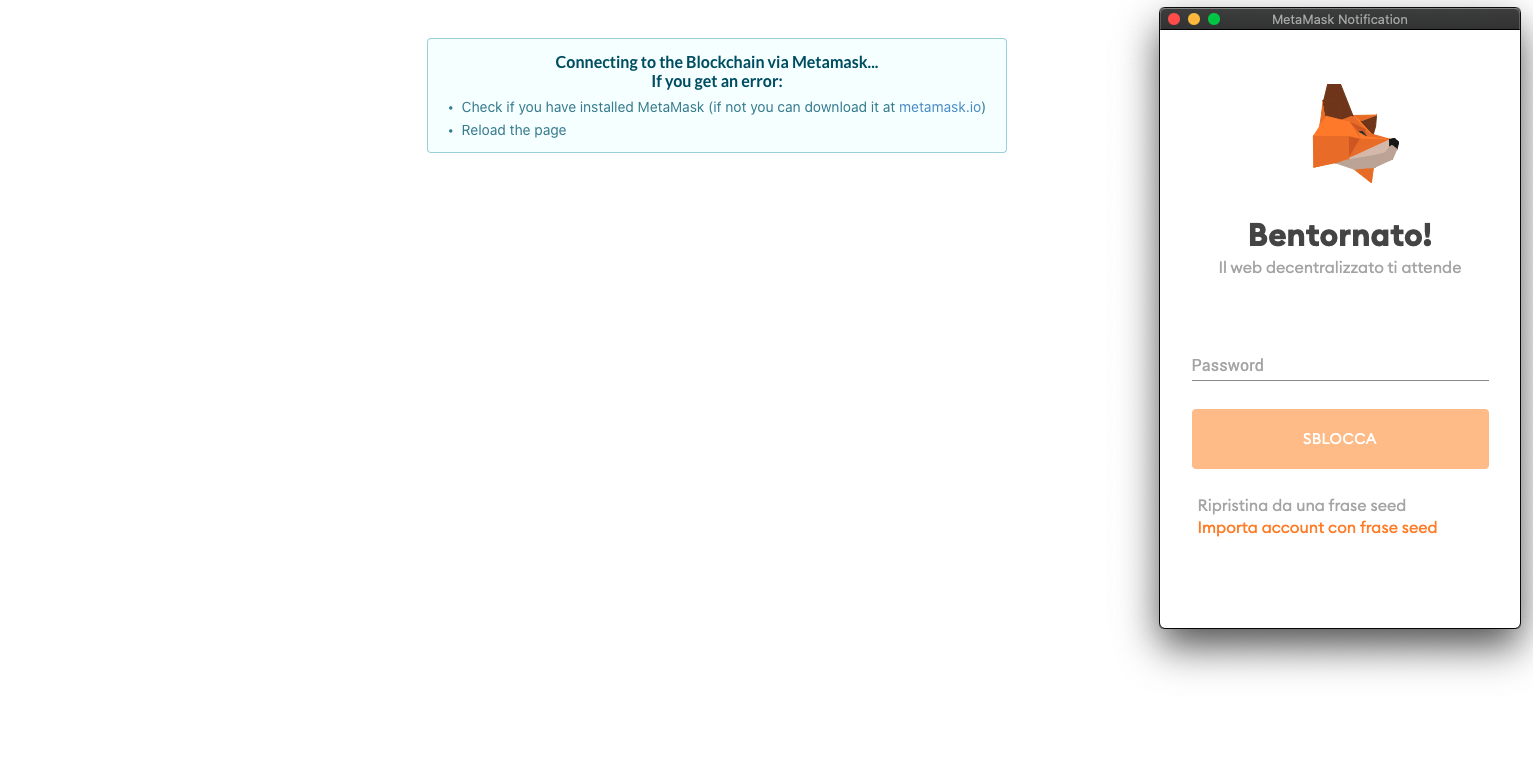 Connecting to the Blockchain via Metamask...
If you get an error:
• Check if you have installed MetaMask (if not you can download it at metamask.io)
• Reload the page
MetaMask Notification
Bentornato!
Il web decentralizzato ti attende
Password
SBLOCCA
Ripristina da una frase seed
Importa account con frase seed